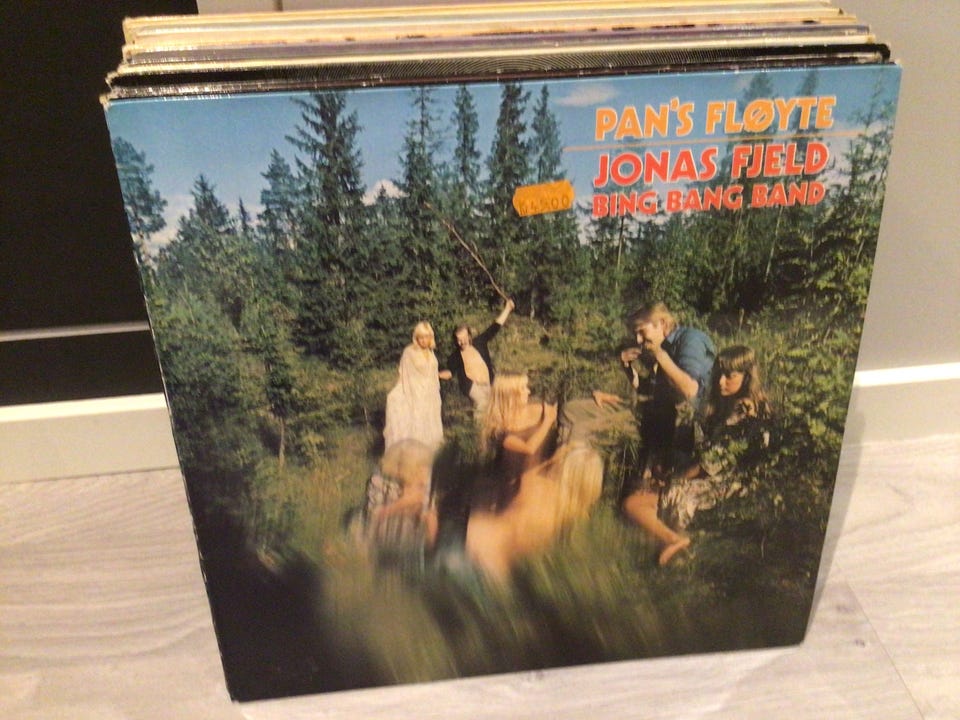 PAN'S FLØYTE
JONAS FJELD
BING BANG BAND